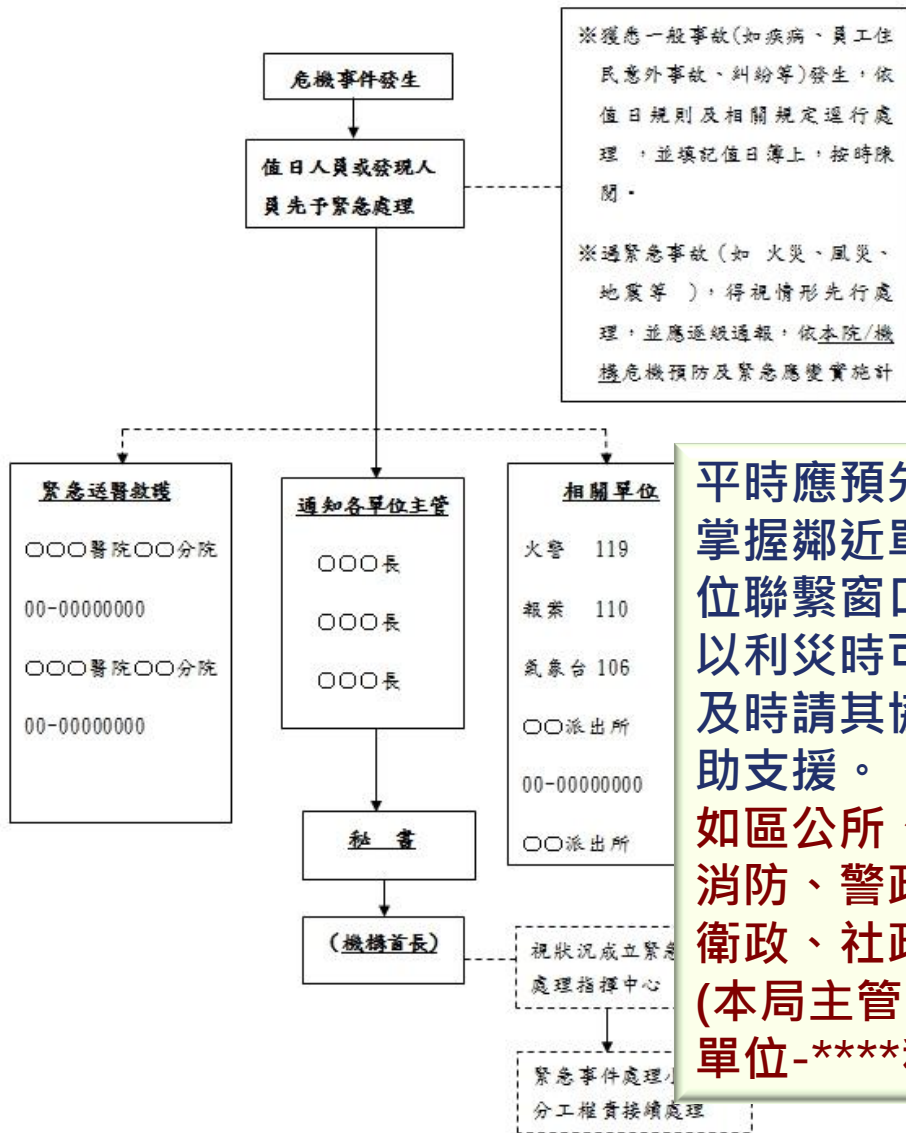 危機事件發生
值日人員或發現人
員先予緊急處理
※獲悉一般事故(如疾病、員工住
民意外事故、糾紛等)發生,依
值日規則及相關規定逕行處
理 ,並填記值日薄上,按時陳
閱。
※遇緊急事故(如 火災、風災、
地震等 ),得視情形先行處
理,並應逐級通報,依本院/機
構危機預防及緊急應變實施計
緊急送醫救護
○○○醫院○○分院
00-00000000
○○○醫院○○分院
00-00000000
通知各單位主管
○○○長
○○○長
○○○長
相關單位
火警 119
報案 110
氣象台 106
○○派出所
00-00000000
○○派出所
秘 書
(機構首長)
視狀況成立緊急
處理指揮中心
緊急事件處理小
分工權責接續處理
平時應預先
掌握鄰近單
位聯繫窗口
以利災時可
及時請其協
助支援。
如區公所、
消防、警政
衛政、社政
(本局主管
單位-****